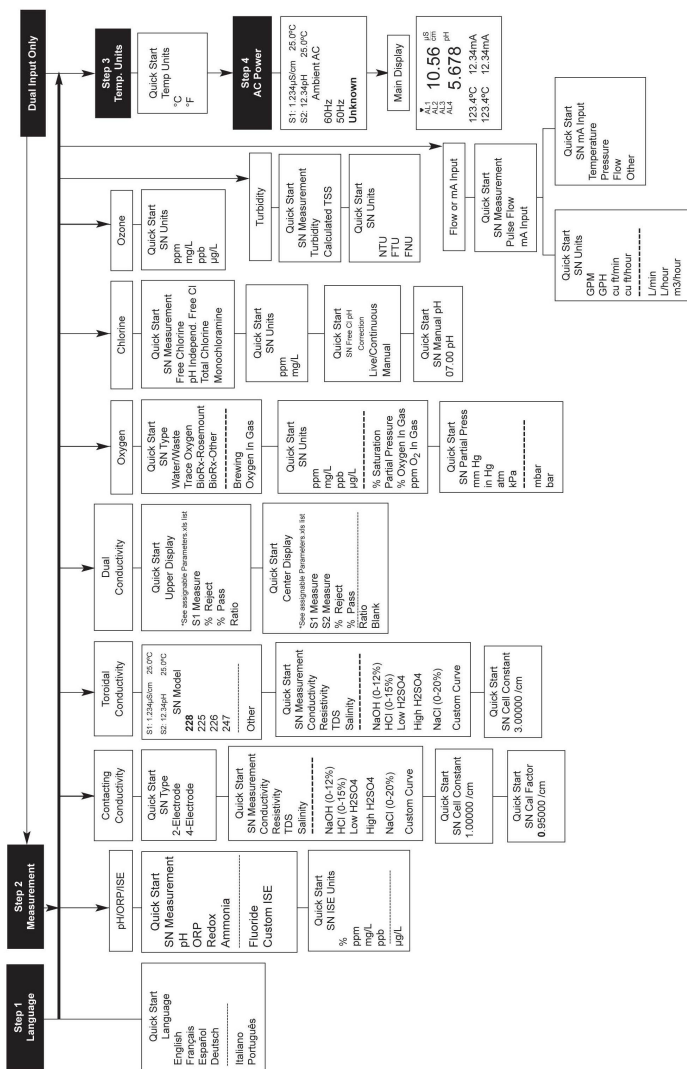 Step 1
Language
Quick Start
Language
English
Français
Español
Deutsch
Italiano
Português
Step 2
Measurement
pH/ORP/ISE
Quick Start
SN Measurement
pH
ORP
Redox
Ammonia
Fluoride
Custom ISE
Quick Start
SN ISE Units
%
ppm
mg/L
ppb
µg/L
Contacting
Conductivity
Quick Start
SN Type
2-Electrode
4-Electrode
Quick Start
SN Measurement
Conductivity
Resistivity
TDS
Salinity
NaOH (0-12%)
HCl (0-15%)
Low H2SO4
High H2SO4
NaCl (0-20%)
Custom Curve
Quick Start
SN Cell Constant
1.00000 /cm
Quick Start
SN Cal Factor
0.95000 /cm
Toroidal
Conductivity
S1: 1.234µS/cm 25.0ºC
S2: 12.34pH 25.0ºC
SN Model
228
225
226
247
Other
Quick Start
SN Measurement
Conductivity
Resistivity
TDS
Salinity
NaOH (0-12%)
HCl (0-15%)
Low H2SO4
High H2SO4
NaCl (0-20%)
Custom Curve
Quick Start
SN Cell Constant
3.00000 /cm
Dual
Conductivity
Quick Start
Upper Display
*See assignable Parameters.xls list
S1 Measure
% Reject
% Pass
Ratio
Quick Start
Center Display
*See assignable Parameters.xls list
S1 Measure
S2 Measure
% Reject
% Pass
Ratio
Blank
Oxygen
Quick Start
SN Type
Water/Waste
Trace Oxygen
BioRx-Rosemount
BioRx-Other
Brewing
Oxygen In Gas
Quick Start
SN Units
ppm
mg/L
ppb
µg/L
% Saturation
Partial Pressure
% Oxygen In Gas
ppm O2 In Gas
Quick Start
SN Partial Press
mm Hg
in Hg
atm
kPa
mbar
bar
Chlorine
Quick Start
SN Measurement
Free Chlorine
pH Independ. Free Cl
Total Chlorine
Monochloramine
Quick Start
SN Units
ppm
mg/L
Quick Start
SN Free Cl pH
Correction
Live/Continuous
Manual
Quick Start
SN Manual pH
07.00 pH
Ozone
Quick Start
SN Units
ppm
mg/L
ppb
µg/L
Turbidity
Quick Start
SN Measurement
Turbidity
Calculated TSS
Quick Start
SN Units
NTU
FTU
FNU
Flow or mA Input
Quick Start
SN Measurement
Pulse Flow
mA Input
Quick Start
SN Units
GPM
GPH
cu ft/min
cu ft/hour
L/min
L/hour
m3/hour
Quick Start
SN mA Input
Temperature
Pressure
Flow
Other
Dual Input Only
Step 3
Temp. Units
Quick Start
Temp Units
°C
°F
Step 4
AC Power
S1: 1.234µS/cm 25.0ºC
S2: 12.34pH 25.0ºC
Ambient AC
60Hz
50Hz
Unknown
Main Display
▼
AL1
AL2
AL3
AL4
10.56 µS
cm
5.678 pH
123.4ºC 12.34mA
123.4ºC 12.34mA